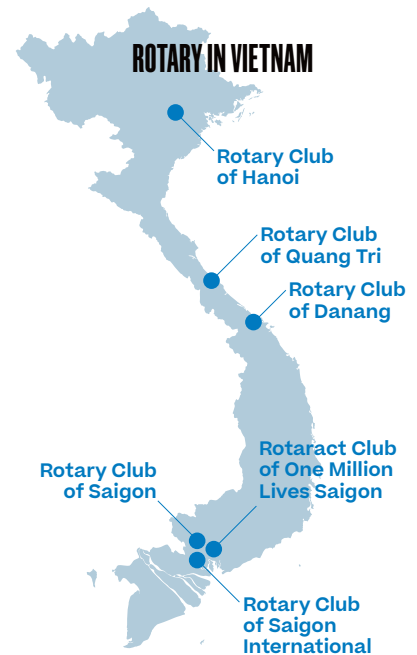 ROTARY IN VIETNAM
Rotary Club
of Hanoi
Rotary Club
of Quang Tri
Rotary Club
of Danang
Rotaract Club
of One Million
Lives Saigon
Rotary Club
of Saigon
Rotary Club
of Saigon
International